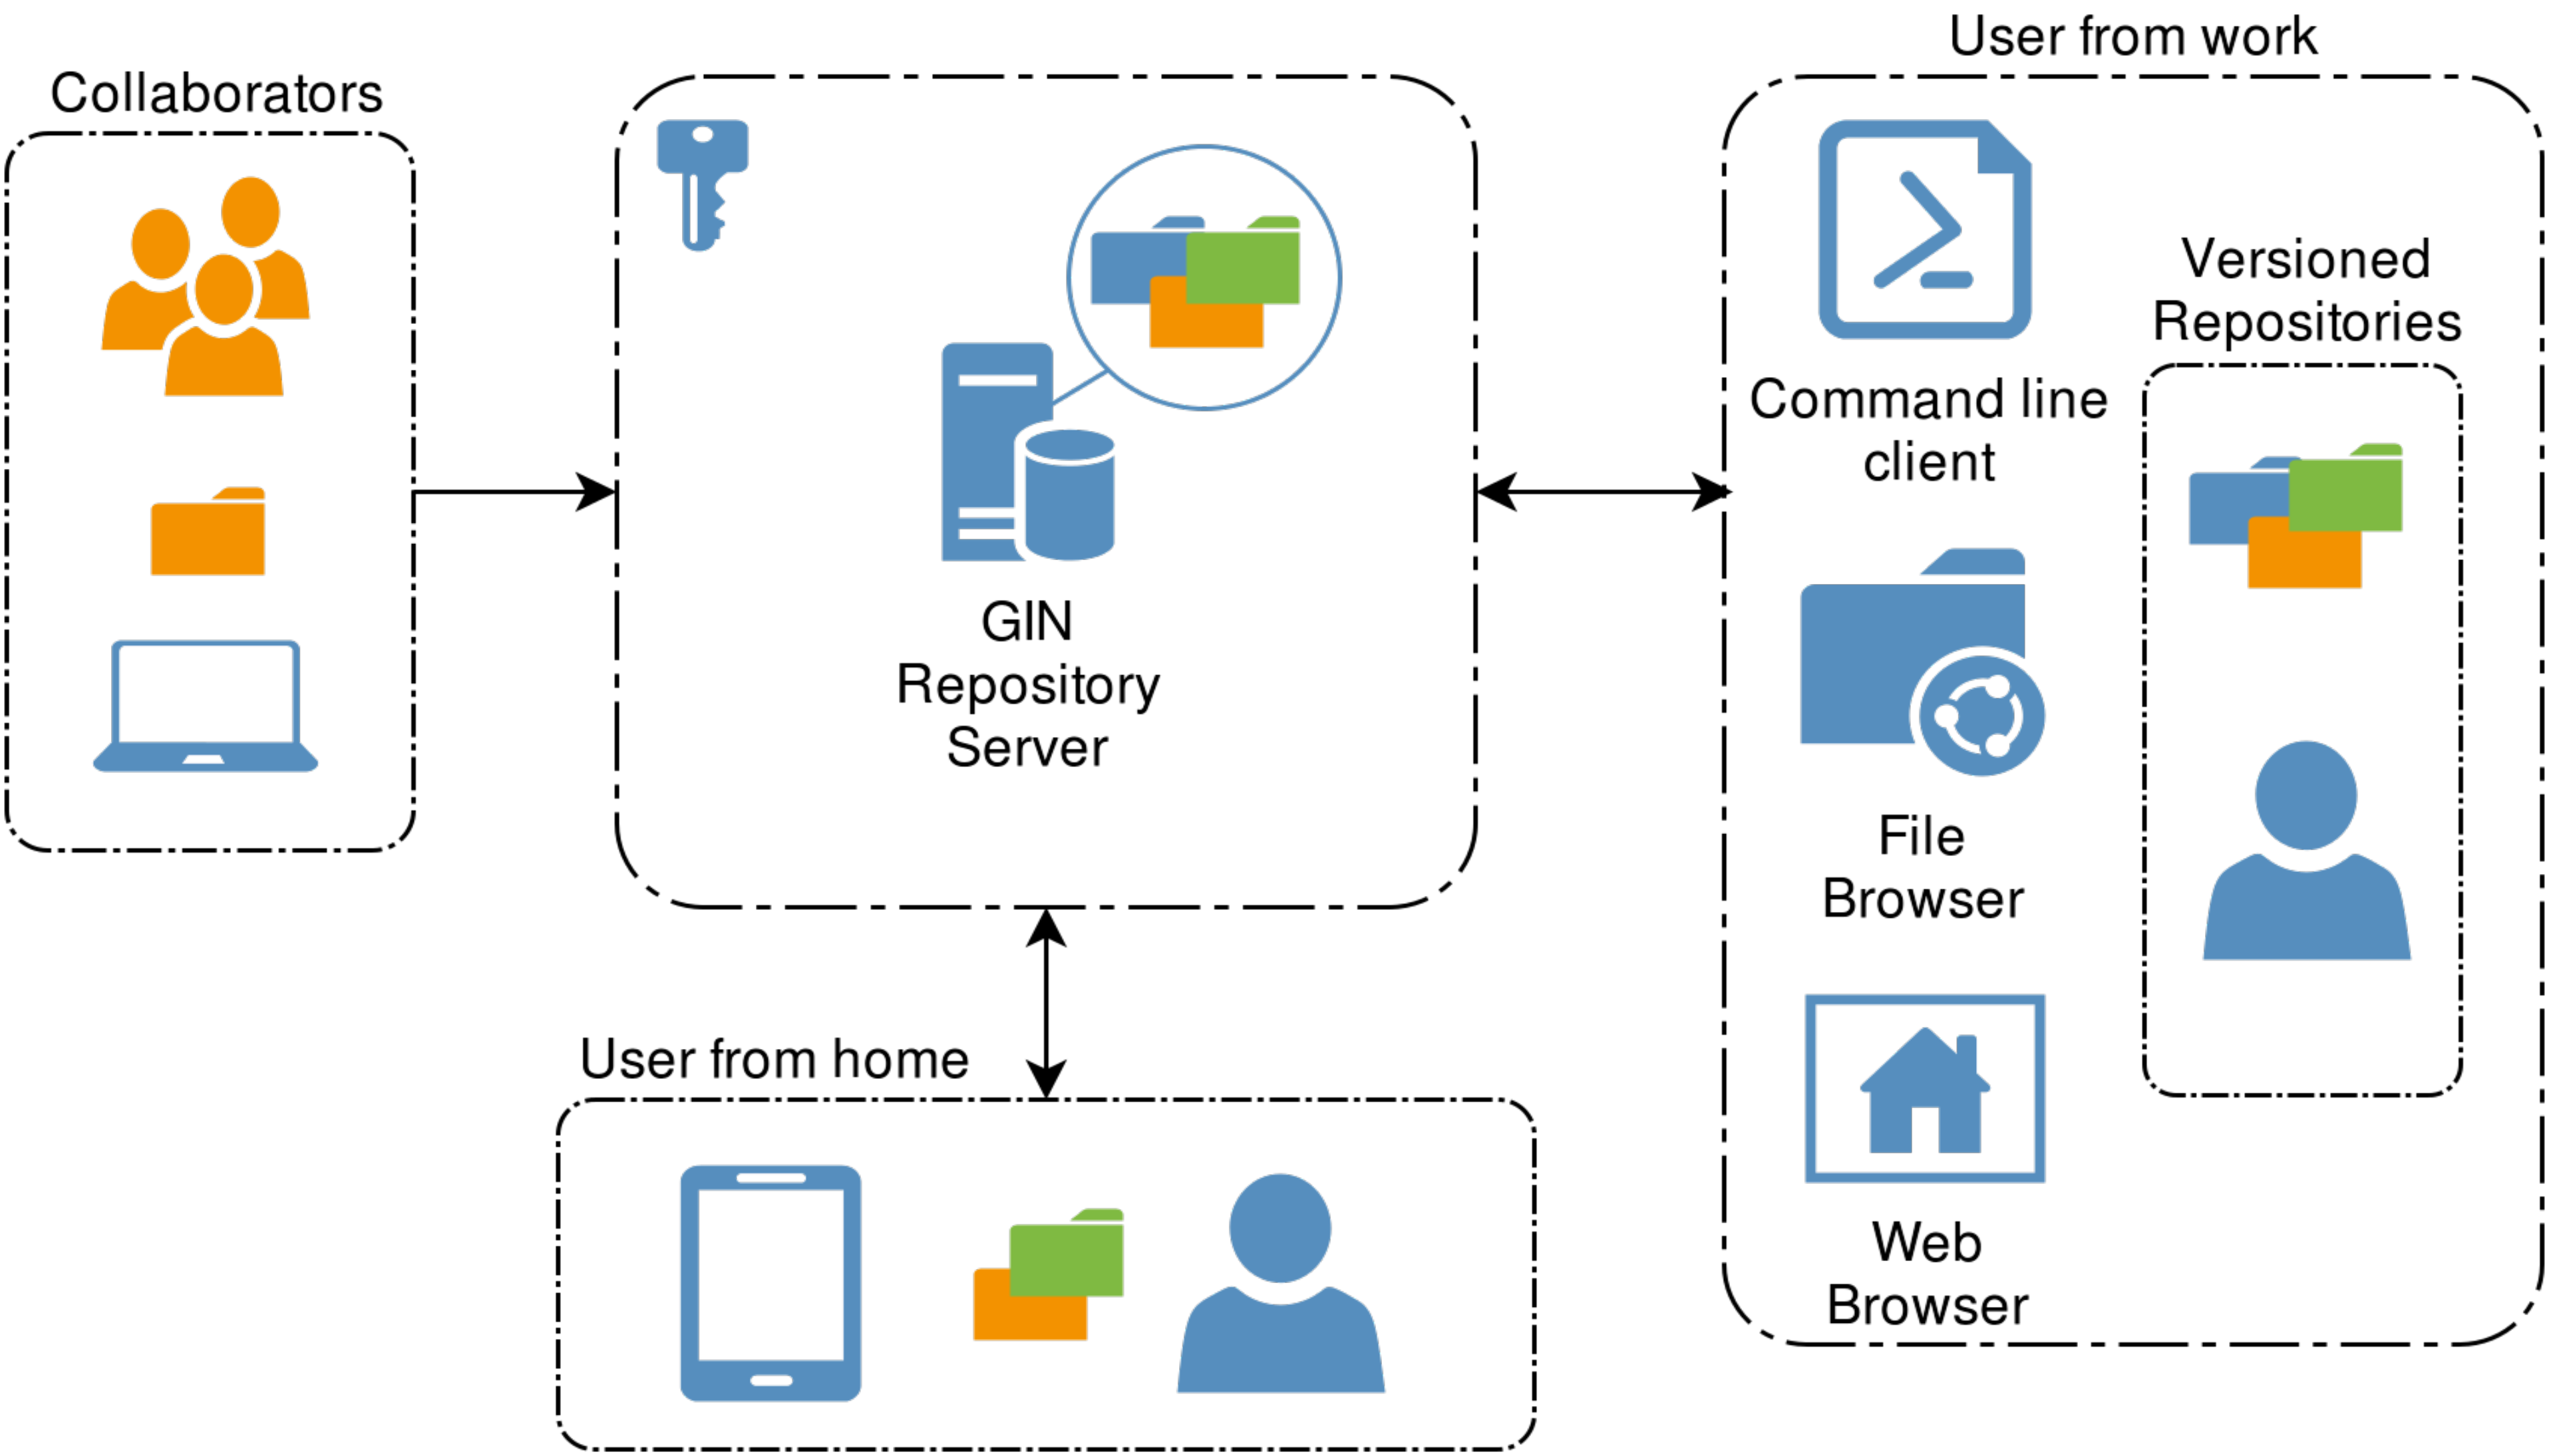 Collaborators
GIN
Repository
Server
User from home
User from work
Command line
client
File
Browser
Web
Browser
Versioned
Repositories